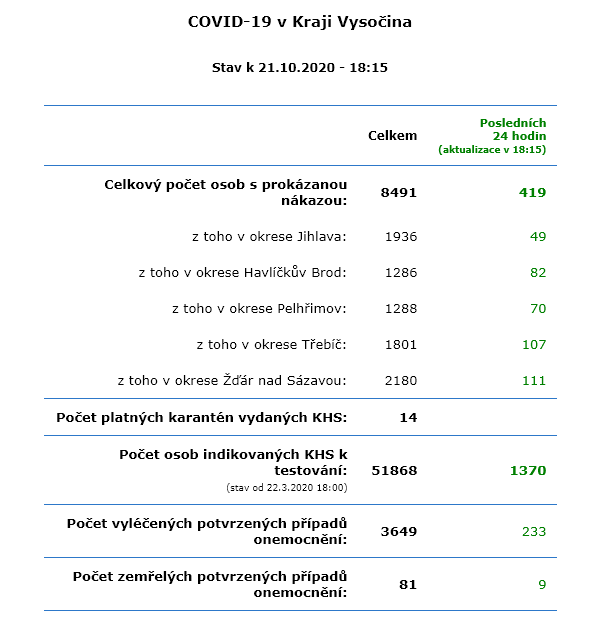 COVID-19 v Kraji Vysočina
Stav k 21.10.2020 - 18:15
Celkem
Posledních
24 hodin
(aktualizace v 18:15)
Celkový počet osob s prokázanou
nákazou:
8491
419
z toho v okrese Jihlava: 1936 49
z toho v okrese Havlíčkův Brod: 1286 82
z toho v okrese Pelhřimov: 1288 70
z toho v okrese Třebíč: 1801 107
z toho v okrese Žďár nad Sázavou: 2180 111
Počet platných karantén vydaných KHS: 14
Počet osob indikovaných KHS k
testování:
(stav od 22.3.2020 18:00)
51868
1370
Počet vyléčených potvrzených případů
onemocnění:
3649
233
Počet zemřelých potvrzených případů
onemocnění:
81
9